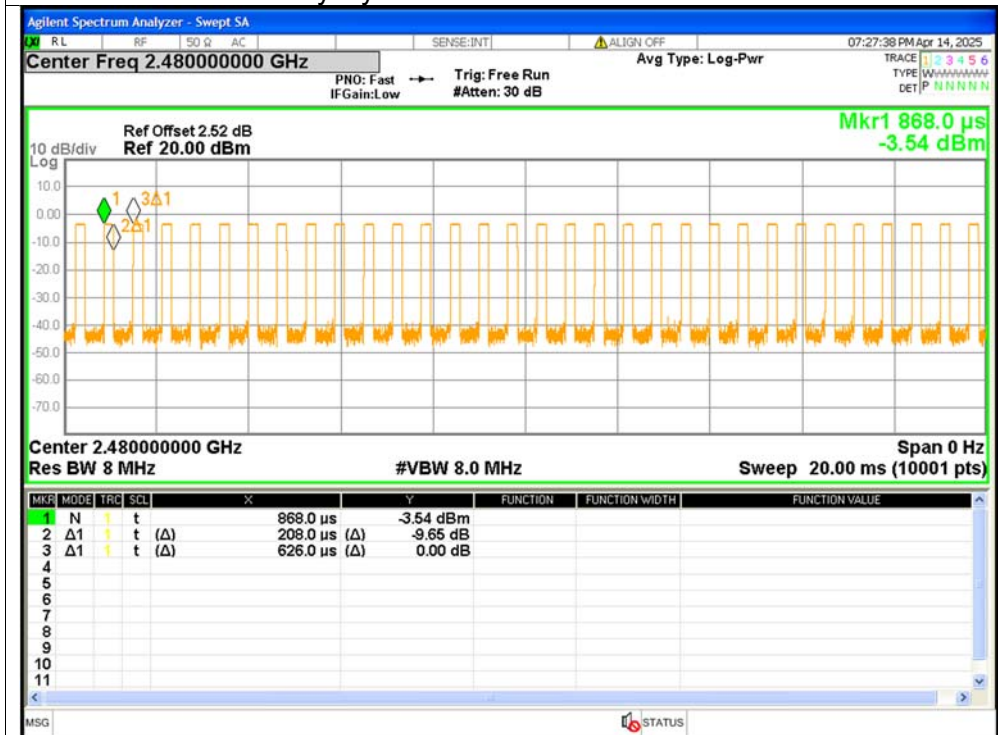 Agilent Spectrum Analyzer - Swept SA
LXI RL RF 50 Ω AC SENSE:INT ALIGN OFF 07:27:38 PM Apr 14, 2025
Center Freq 2.480000000 GHz
PNO: Fast
IFGain:Low
Trig: Free Run
#Atten: 30 dB
Avg Type: Log-Pwr
TRACE 1 2 3 4 5 6
TYPE W
DET P N N N N N
Mkr1 868.0 µs
-3.54 dBm
Ref Offset 2.52 dB
10 dB/div Ref 20.00 dBm
Log
10.0
0.00
-10.0
-20.0
-30.0
-40.0
-50.0
-60.0
-70.0
1
2Δ1
3Δ1
Center 2.480000000 GHz Span 0 Hz
Res BW 8 MHz #VBW 8.0 MHz Sweep 20.00 ms (10001 pts)
MKR MODE TRC SCL X Y FUNCTION FUNCTION WIDTH FUNCTION VALUE
1 N 1 t 868.0 µs -3.54 dBm
2 Δ1 1 t (Δ) 208.0 µs (Δ) -9.65 dB
3 Δ1 1 t (Δ) 626.0 µs (Δ) 0.00 dB
4
5
6
7
8
9
10
11
MSG STATUS